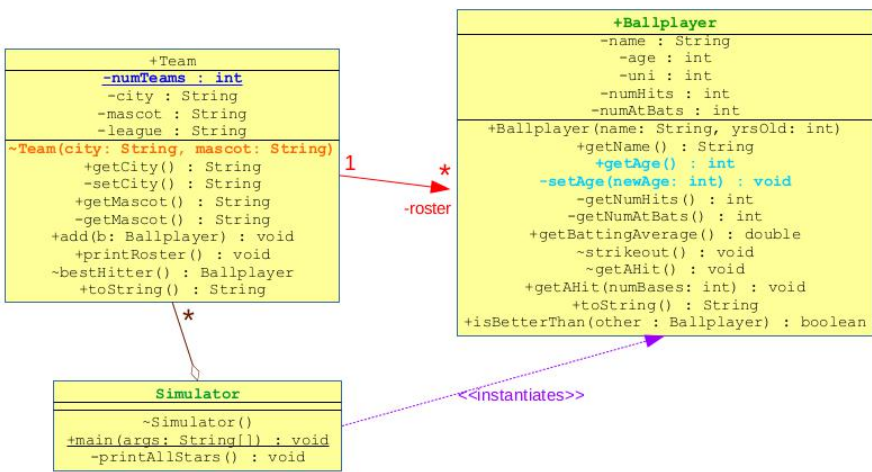 +Team
-numTeams : int
-city : String
-mascot : String
-league : String
~Team(city: String, mascot: String)
+getCity() : String
-setCity() : String
+getMascot() : String
-getMascot() : String
+add(b: Ballplayer) : void
+printRoster() : void
~bestHitter() : Ballplayer
+toString() : String
1
*
-roster
+Ballplayer
-name : String
-age : int
-uni : int
-numHits : int
-numAtBats : int
+Ballplayer(name: String, yrsOld: int)
+getName() : String
+getAge() : int
-setAge(newAge: int) : void
-getNumHits() : int
-getNumAtBats() : int
+getBattingAverage() : double
~strikeout() : void
~getAHit() : void
+getAHit(numBases: int) : void
+toString() : String
+isBetterThan(other : Ballplayer) : boolean
*
Simulator
~Simulator()
+main(args: String[]) : void
-printAllStars() : void
<<instantiates>>